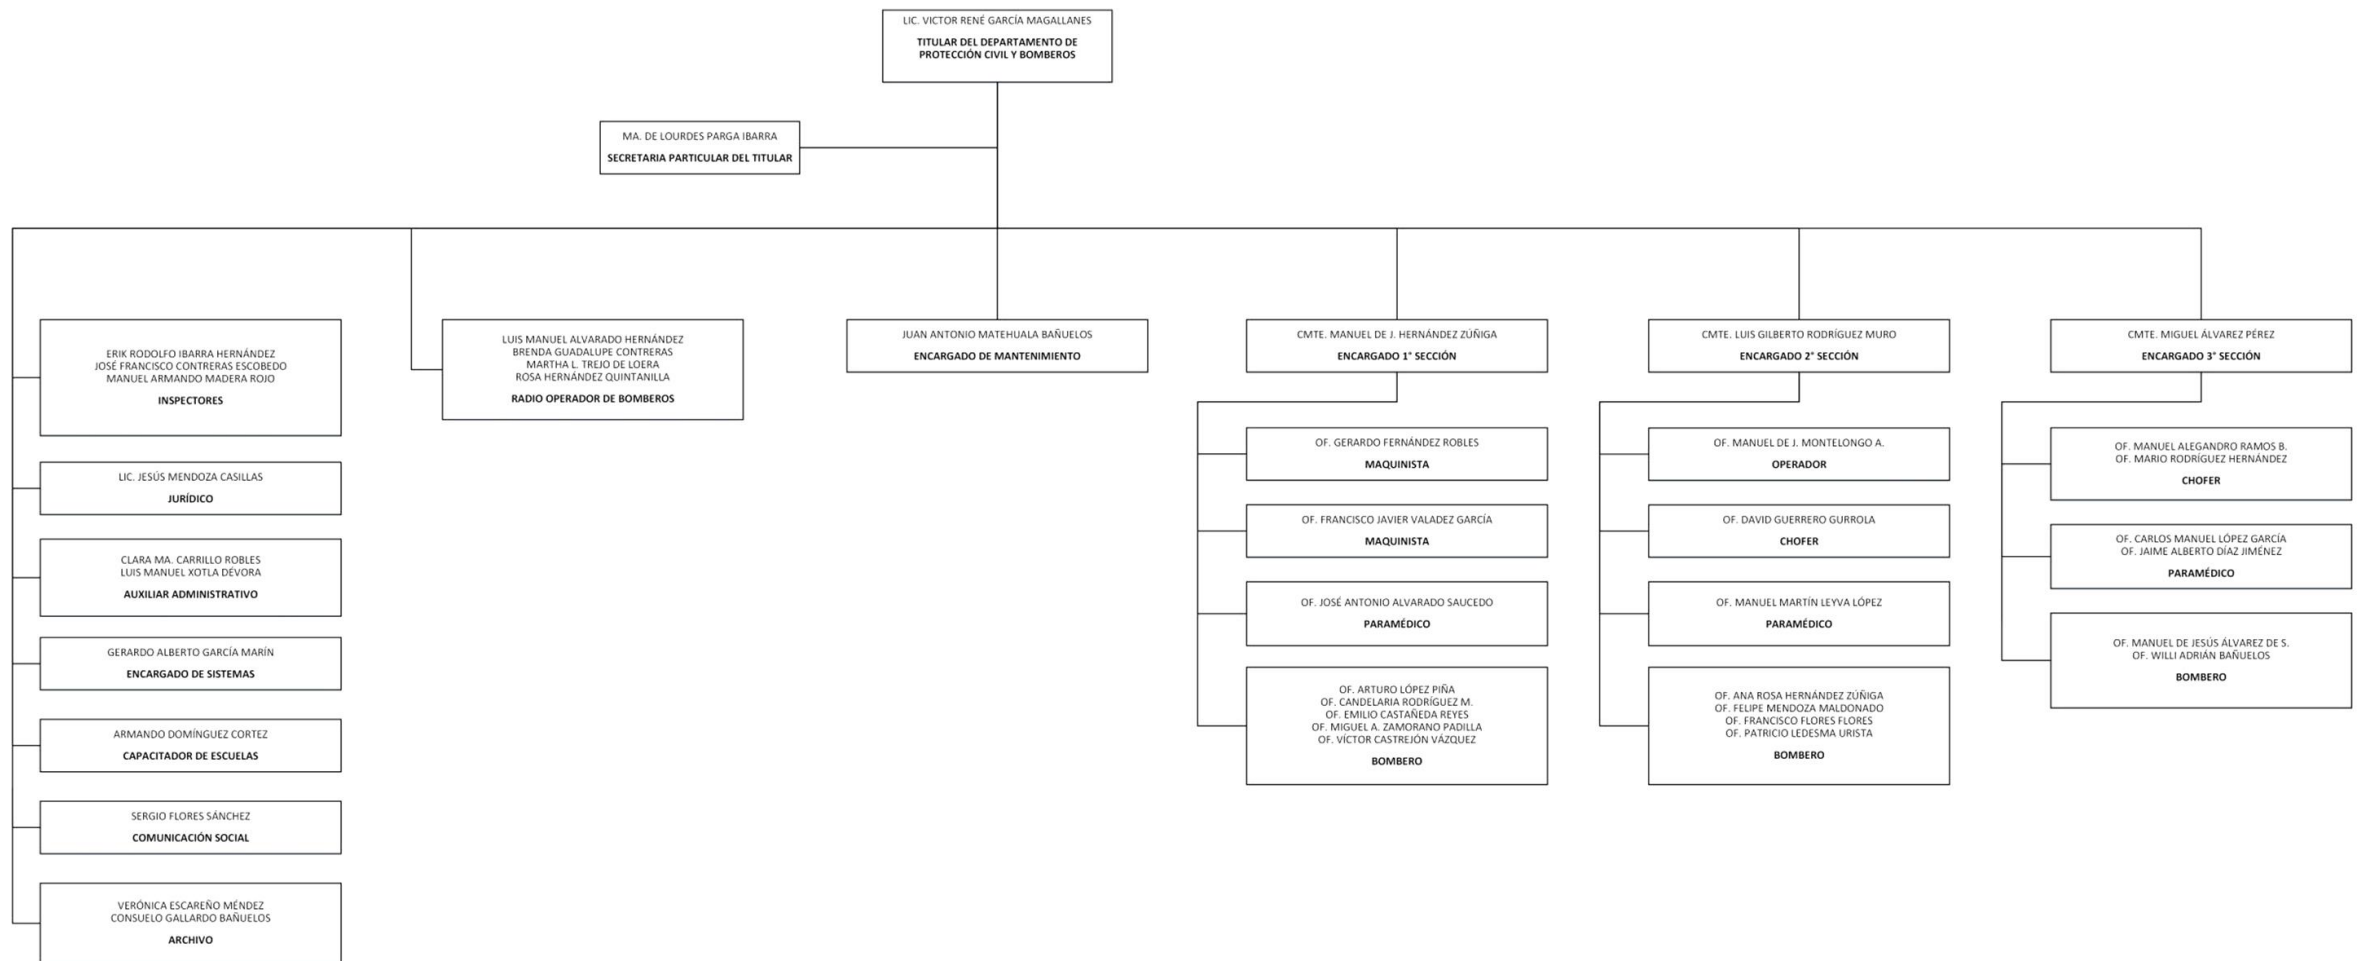 LIC. VICTOR RENÉ GARCÍA MAGALLANES
TITULAR DEL DEPARTAMENTO DE
PROTECCIÓN CIVIL Y BOMBEROS
MA. DE LOURDES PARGA IBARRA
SECRETARIA PARTICULAR DEL TITULAR
ERIK RODOLFO IBARRA HERNÁNDEZ
JOSÉ FRANCISCO CONTRERAS ESCOBEDO
MANUEL ARMANDO MADERA ROJO
INSPECTORES
LIC. JESÚS MENDOZA CASILLAS
JURÍDICO
CLARA MA. CARRILLO ROBLES
LUIS MANUEL XOTLA DÉVORA
AUXILIAR ADMINISTRATIVO
GERARDO ALBERTO GARCÍA MARÍN
ENCARGADO DE SISTEMAS
ARMANDO DOMÍNGUEZ CORTEZ
CAPACITADOR DE ESCUELAS
SERGIO FLORES SÁNCHEZ
COMUNICACIÓN SOCIAL
VERÓNICA ESCAREÑO MÉNDEZ
CONSUELO GALLARDO BAÑUELOS
ARCHIVO
LUIS MANUEL ALVARADO HERNÁNDEZ
BRENDA GUADALUPE CONTRERAS
MARTHA L. TREJO DE LOERA
ROSA HERNÁNDEZ QUINTANILLA
RADIO OPERADOR DE BOMBEROS
JUAN ANTONIO MATEHUALA BAÑUELOS
ENCARGADO DE MANTENIMIENTO
CMTE. MANUEL DE J. HERNÁNDEZ ZÚÑIGA
ENCARGADO 1° SECCIÓN
OF. GERARDO FERNÁNDEZ ROBLES
MAQUINISTA
OF. FRANCISCO JAVIER VALADEZ GARCÍA
MAQUINISTA
OF. JOSÉ ANTONIO ALVARADO SAUCEDO
PARAMÉDICO
OF. ARTURO LÓPEZ PIÑA
OF. CANDELARIA RODRÍGUEZ M.
OF. EMILIO CASTAÑEDA REYES
OF. MIGUEL A. ZAMORANO PADILLA
OF. VÍCTOR CASTREJÓN VÁZQUEZ
BOMBERO
CMTE. LUIS GILBERTO RODRÍGUEZ MURO
ENCARGADO 2° SECCIÓN
OF. MANUEL DE J. MONTELONGO A.
OPERADOR
OF. DAVID GUERRERO GURROLA
CHOFER
OF. MANUEL MARTÍN LEYVA LÓPEZ
PARAMÉDICO
OF. ANA ROSA HERNÁNDEZ ZÚÑIGA
OF. FELIPE MENDOZA MALDONADO
OF. FRANCISCO FLORES FLORES
OF. PATRICIO LEDESMA URISTA
BOMBERO
CMTE. MIGUEL ÁLVAREZ PÉREZ
ENCARGADO 3° SECCIÓN
OF. MANUEL ALEGANDRO RAMOS B.
OF. MARIO RODRÍGUEZ HERNÁNDEZ
CHOFER
OF. CARLOS MANUEL LÓPEZ GARCÍA
OF. JAIME ALBERTO DÍAZ JIMÉNEZ
PARAMÉDICO
OF. MANUEL DE JESÚS ÁLVAREZ DE S.
OF. WILLI ADRIÁN BAÑUELOS
BOMBERO